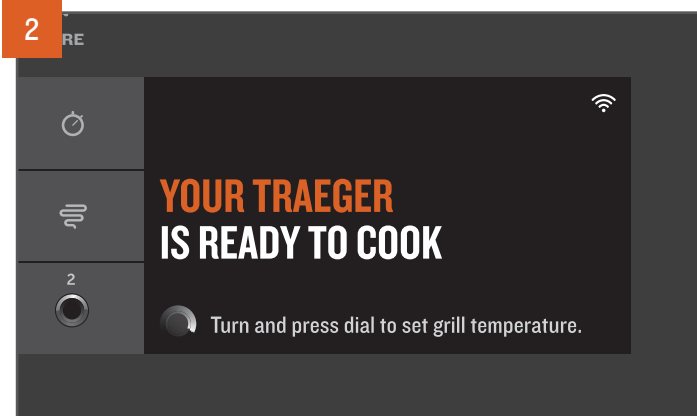 2
RE
YOUR TRAEGER
IS READY TO COOK
2
Turn and press dial to set grill temperature.